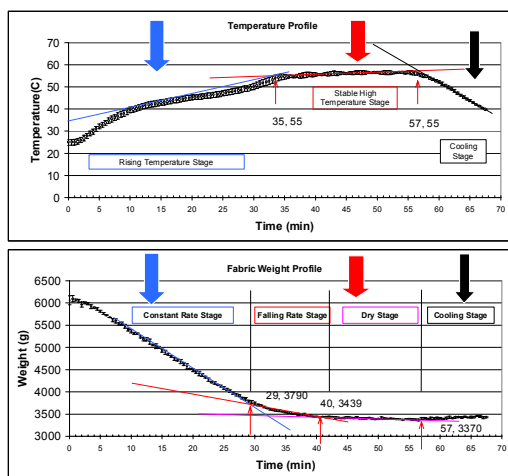 Temperature Profile
Temperature(C)
70
60
50
40
30
20
10
0
Stable High
Temperature Stage
35, 55
57, 55
Rising Temperature Stage
Cooling
Stage
0 5 10 15 20 25 30 35 40 45 50 55 60 65 70
Time (min)
Fabric Weight Profile
Weight (g)
6500
6000
5500
5000
4500
4000
3500
3000
Constant Rate Stage
Falling Rate Stage
Dry Stage
Cooling Stage
29, 3790
40, 3439
57, 3370
0 5 10 15 20 25 30 35 40 45 50 55 60 65 70
Time (min)